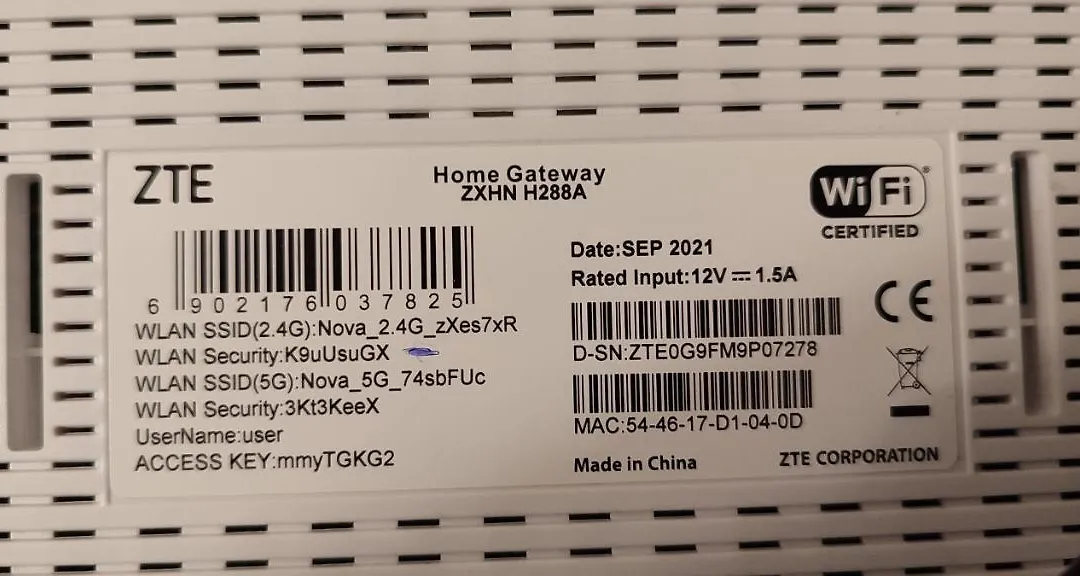 ZTE
Home Gateway
ZXHN H288A
WiFi
CERTIFIED
6 902176 037825
WLAN SSID(2.4G):Nova_2.4G_zXes7xR
WLAN Security:K9uUsuGX
WLAN SSID(5G):Nova_5G_74sbFUc
WLAN Security:3Kt3KeeX
UserName:user
ACCESS KEY:mmyTGKG2
Date:SEP 2021
Rated Input:12V⎓1.5A
D-SN:ZTE0G9FM9P07278
MAC:54-46-17-D1-04-0D
CE
Made in China
ZTE CORPORATION